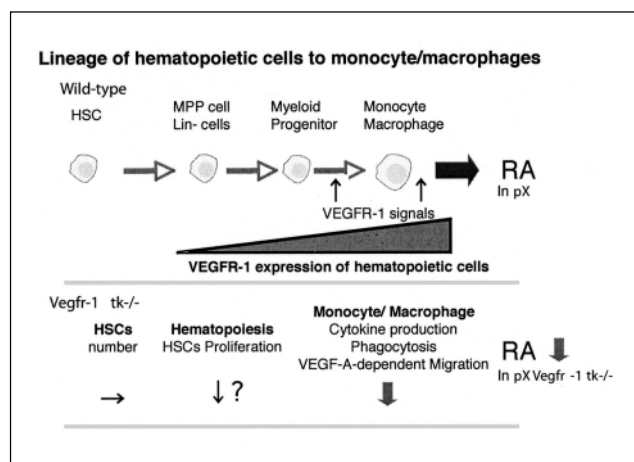 Lineage of hematopoietic cells to monocyte/macrophages
Wild-type
HSC
MPP cell
Lin- cells
Myeloid
Progenitor
Monocyte
Macrophage
RA
In pX
VEGFR-1 signals
VEGFR-1 expression of hematopoietic cells
Vegfr-1 tk-/-
HSCs
number
→
Hematopoiesis
HSCs Proliferation
↓ ?
Monocyte/ Macrophage
Cytokine production
Phagocytosis
VEGF-A-dependent Migration
RA
In pX Vegfr -1 tk-/-